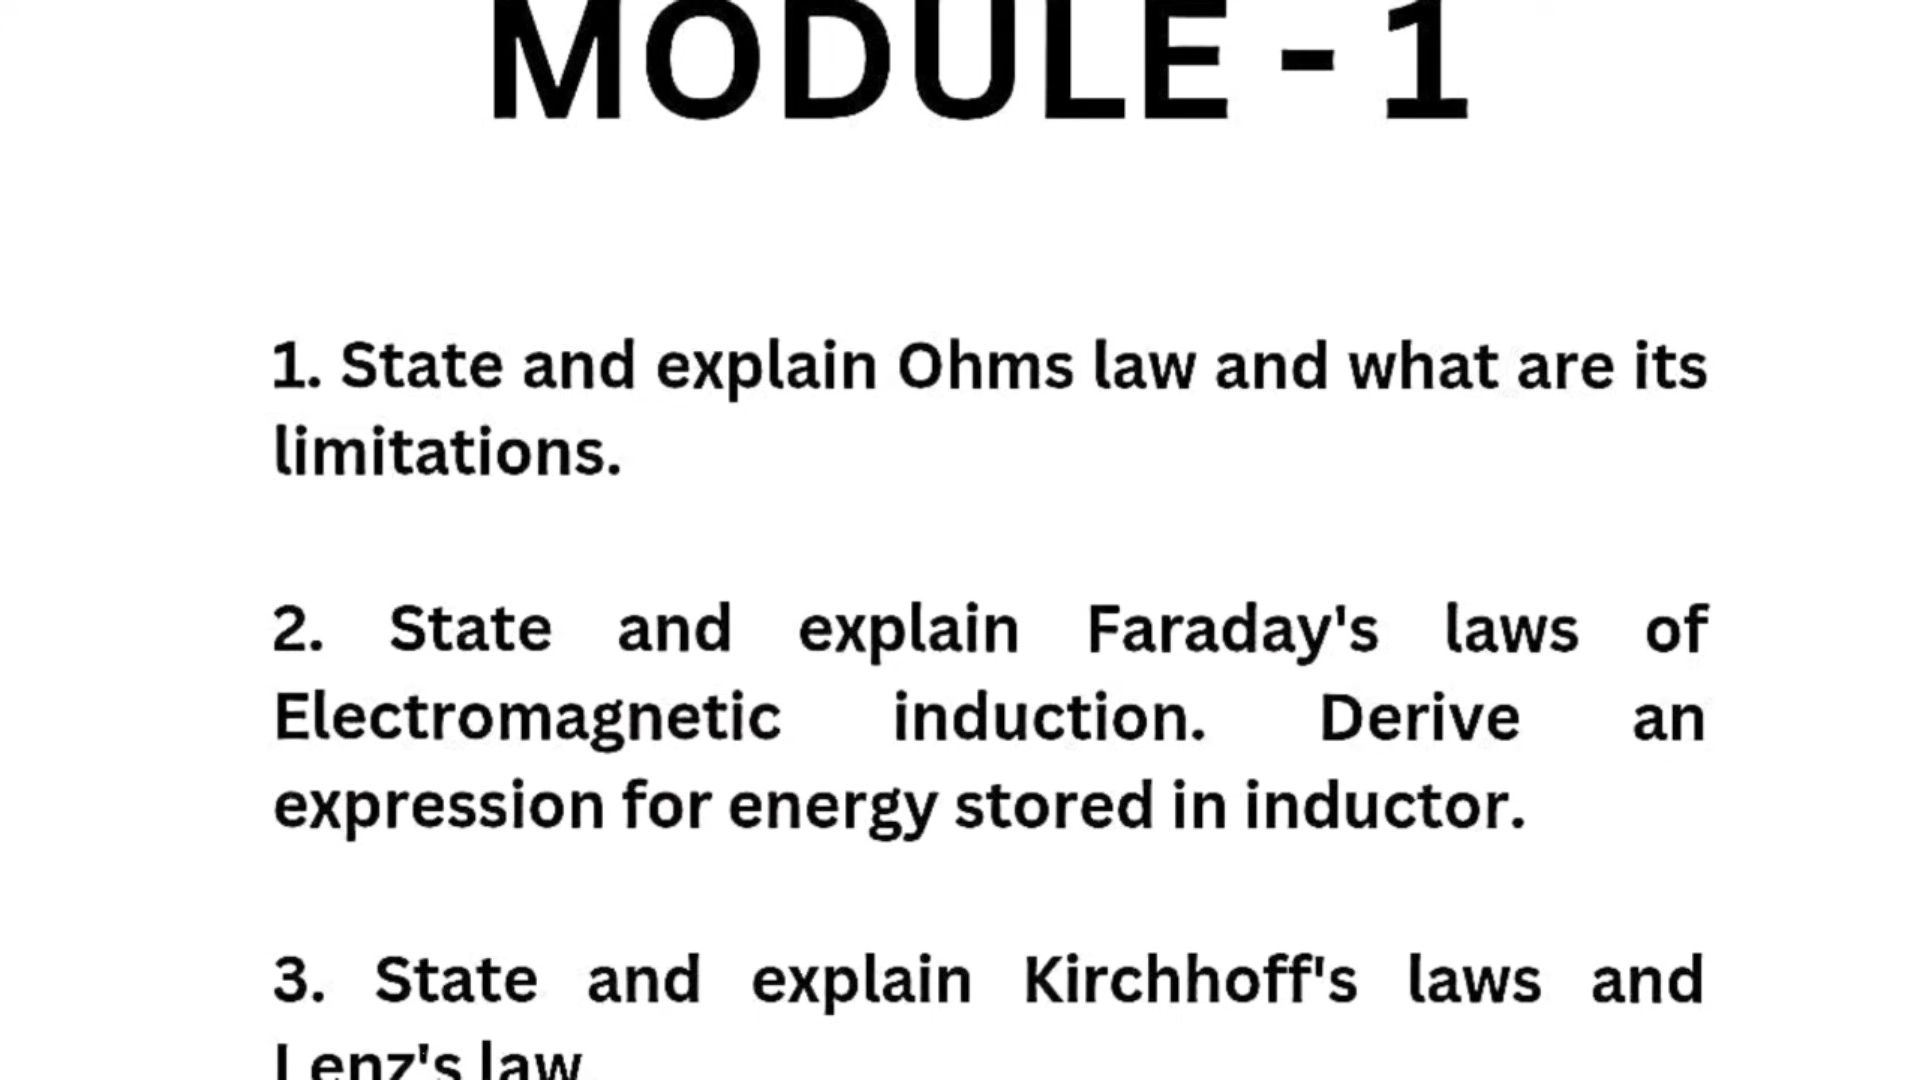 MODULE - 1
1. State and explain Ohms law and what are its
limitations.
2. State and explain Faraday's laws of
Electromagnetic induction. Derive an
expression for energy stored in inductor.
3. State and explain Kirchhoff's laws and
Lenz's law.